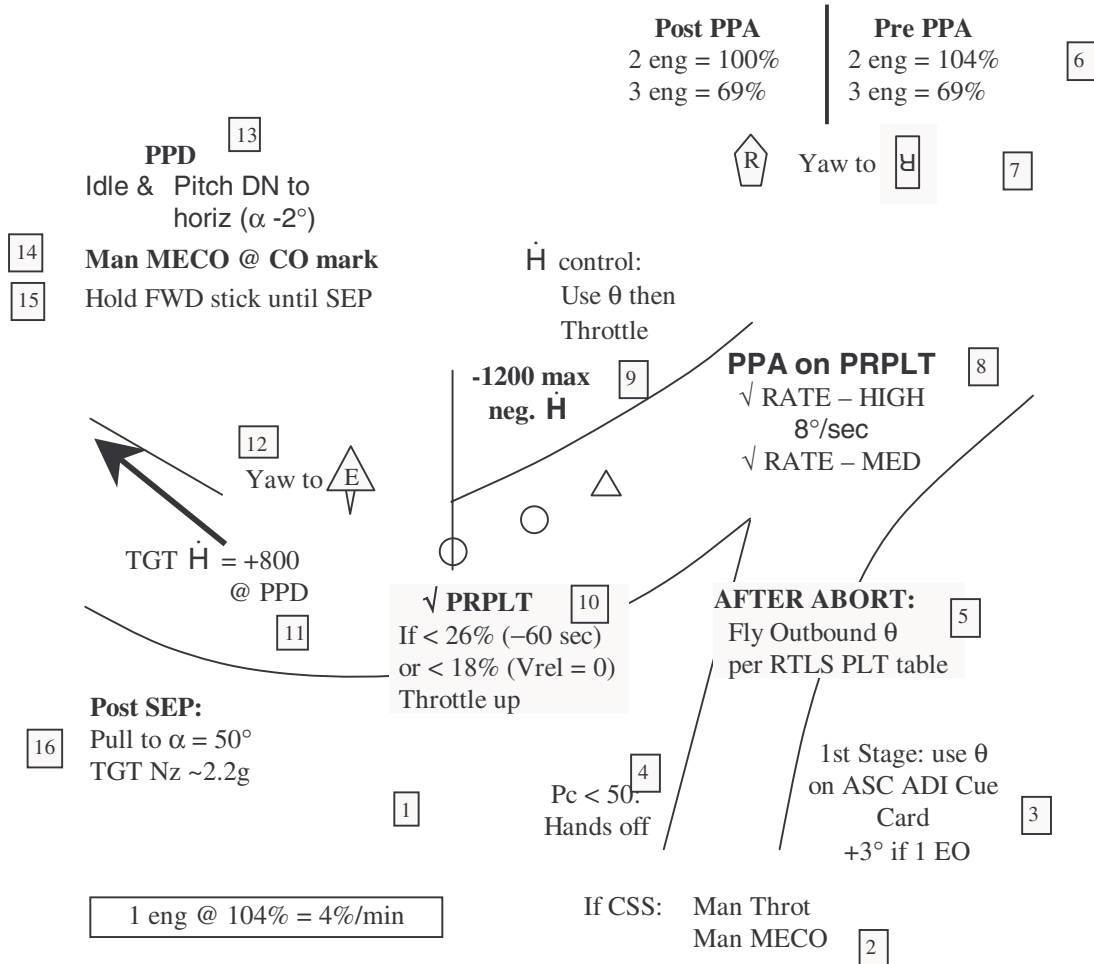 Post PPA
2 eng = 100%
3 eng = 69%
Pre PPA
2 eng = 104%
3 eng = 69%
6
R
Yaw to
R
7
13
PPD
Idle & Pitch DN to
horiz (α -2°)
14
Man MECO @ CO mark
15
Hold FWD stick until SEP
Ḣ control:
Use θ then
Throttle
-1200 max
neg. Ḣ
9
PPA on PRPLT
8
√ RATE – HIGH
8°/sec
√ RATE – MED
12
Yaw to E
TGT Ḣ = +800
@ PPD
11
√ PRPLT
10
If < 26% (–60 sec)
or < 18% (Vrel = 0)
Throttle up
AFTER ABORT:
5
Fly Outbound θ
per RTLS PLT table
Post SEP:
16
Pull to α = 50°
TGT Nz ~2.2g
1
4
Pc < 50:
Hands off
1st Stage: use θ
on ASC ADI Cue
Card
+3° if 1 EO
3
1 eng @ 104% = 4%/min
If CSS: Man Throt
Man MECO
2